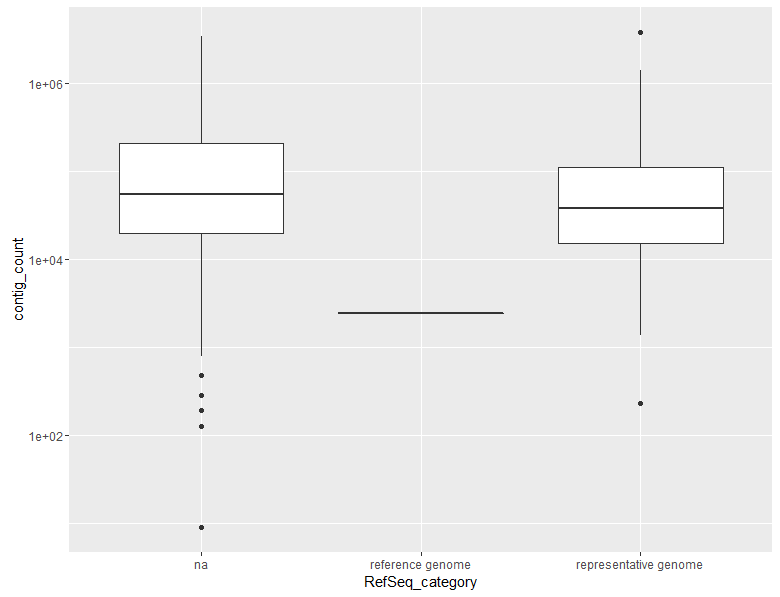 1e+06
1e+04
1e+02
contig_count
na
reference genome
representative genome
RefSeq_category